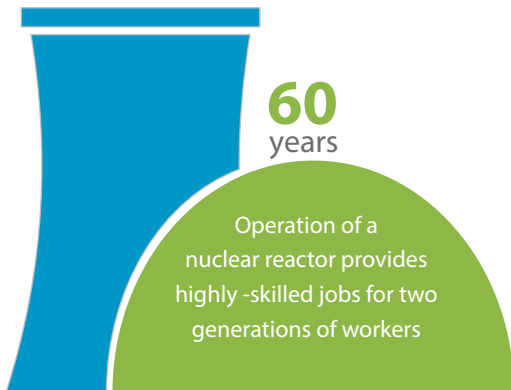 60
years
Operation of a
nuclear reactor provides
highly -skilled jobs for two
generations of workers